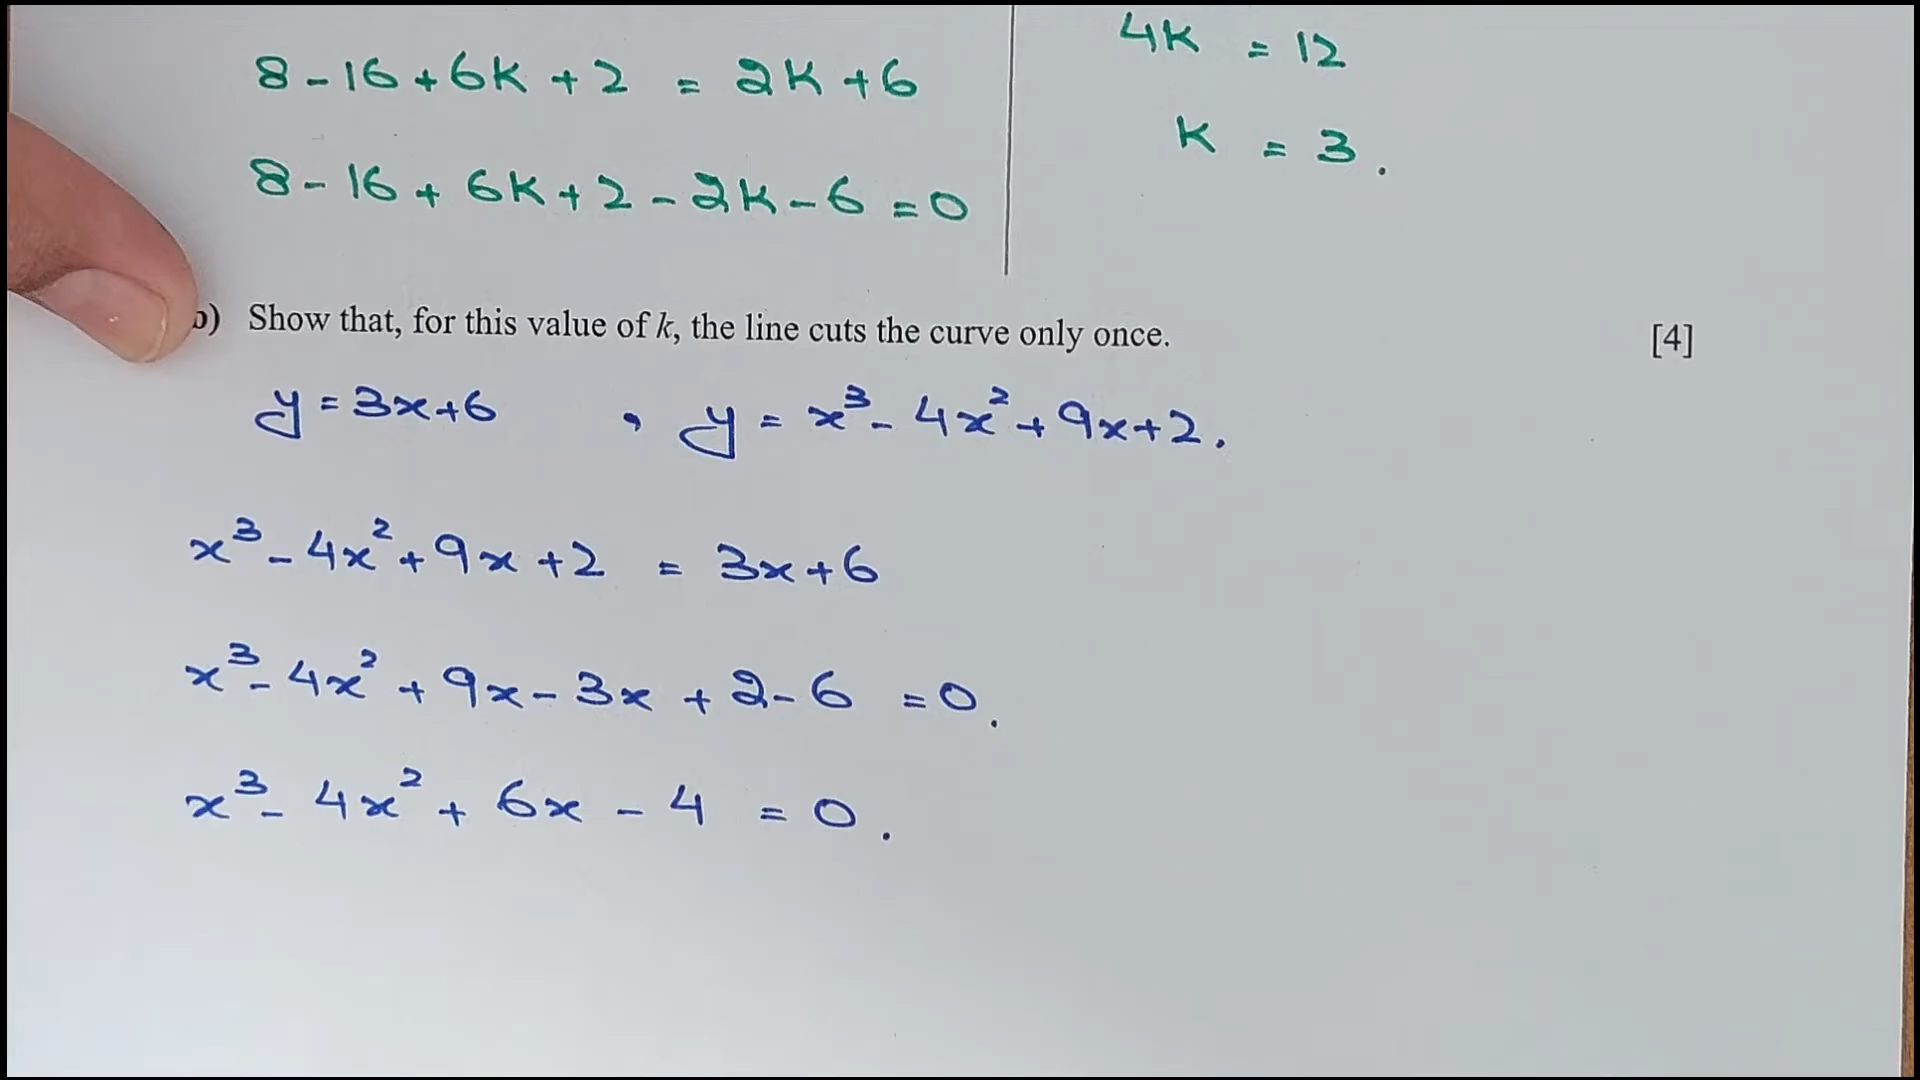 8 - 16 + 6K + 2 = 2K + 6
8 - 16 + 6K + 2 - 2K - 6 = 0
4K = 12
K = 3.
b) Show that, for this value of k, the line cuts the curve only once. [4]
y = 3x+6 , y = x³ - 4x² + 9x + 2.
x³ - 4x² + 9x + 2 = 3x + 6
x³ - 4x² + 9x - 3x + 2 - 6 = 0.
x³ - 4x² + 6x - 4 = 0.